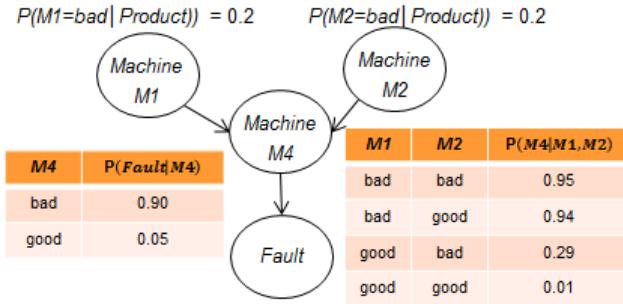 P(M1=bad| Product)) = 0.2 P(M2=bad| Product)) = 0.2
Machine
M1
Machine
M2
Machine
M4
Fault
M4 P(Fault|M4)
bad 0.90
good 0.05
M1 M2 P(M4|M1,M2)
bad bad 0.95
bad good 0.94
good bad 0.29
good good 0.01